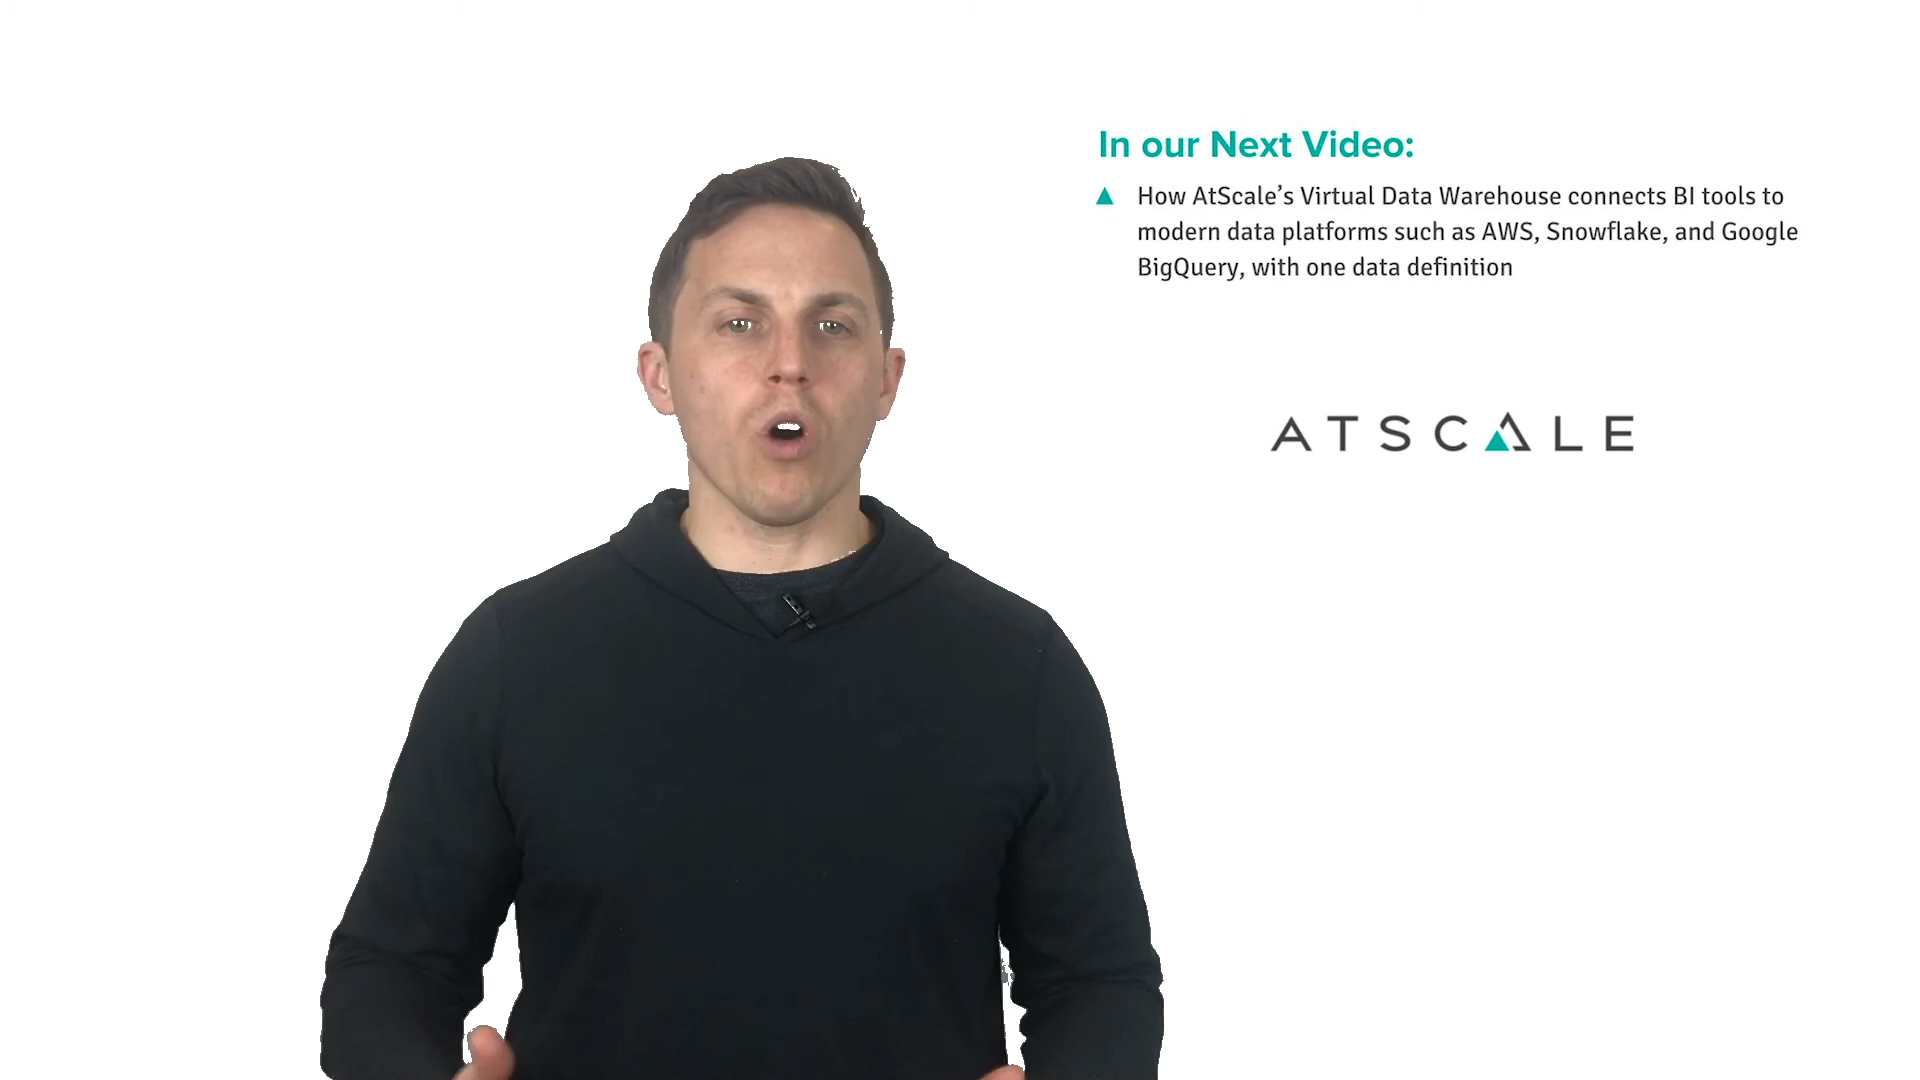 In our Next Video:
How AtScale’s Virtual Data Warehouse connects BI tools to
modern data platforms such as AWS, Snowflake, and Google
BigQuery, with one data definition
ATSCALE